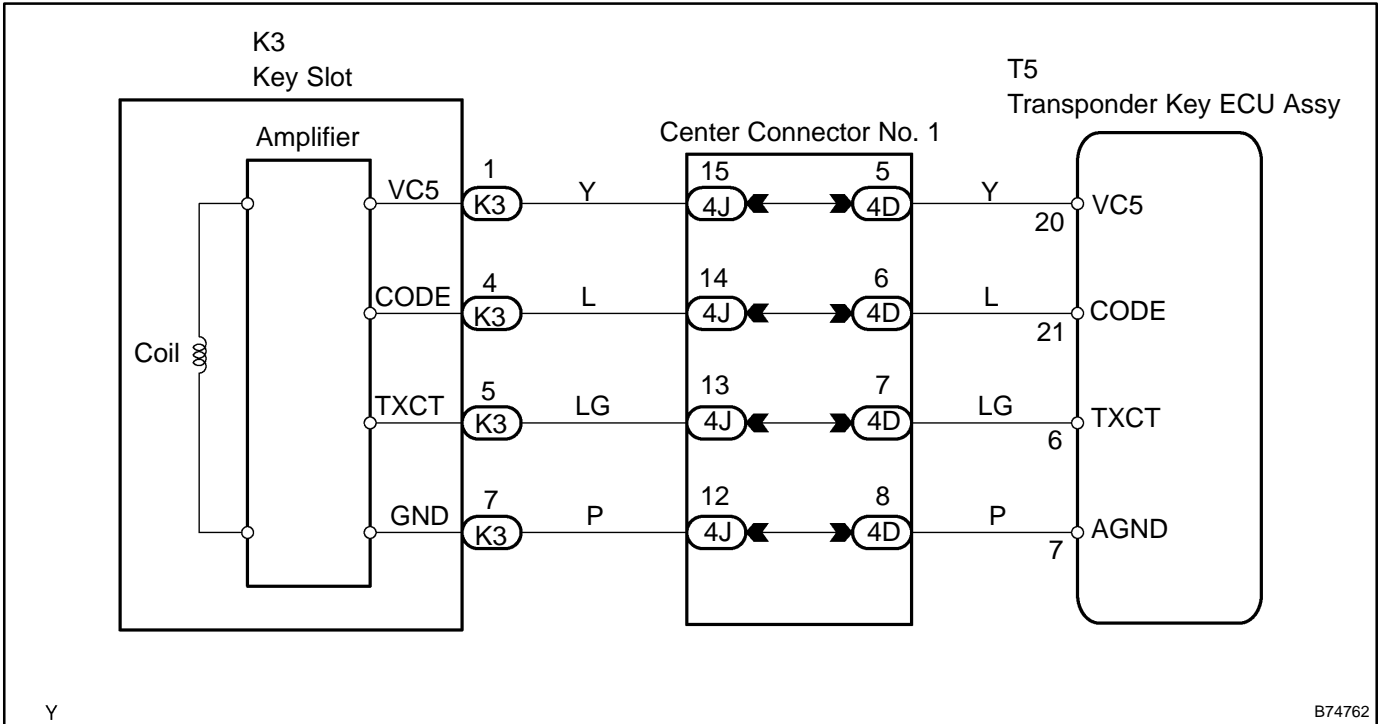 K3
Key Slot
T5
Transponder Key ECU Assy
Amplifier
Center Connector No. 1
VC5 1 K3 Y 15 4J 5 4D Y 20 VC5
CODE 4 K3 L 14 4J 6 4D L 21 CODE
Coil
TXCT 5 K3 LG 13 4J 7 4D LG 6 TXCT
GND 7 K3 P 12 4J 8 4D P 7 AGND
Y
B74762